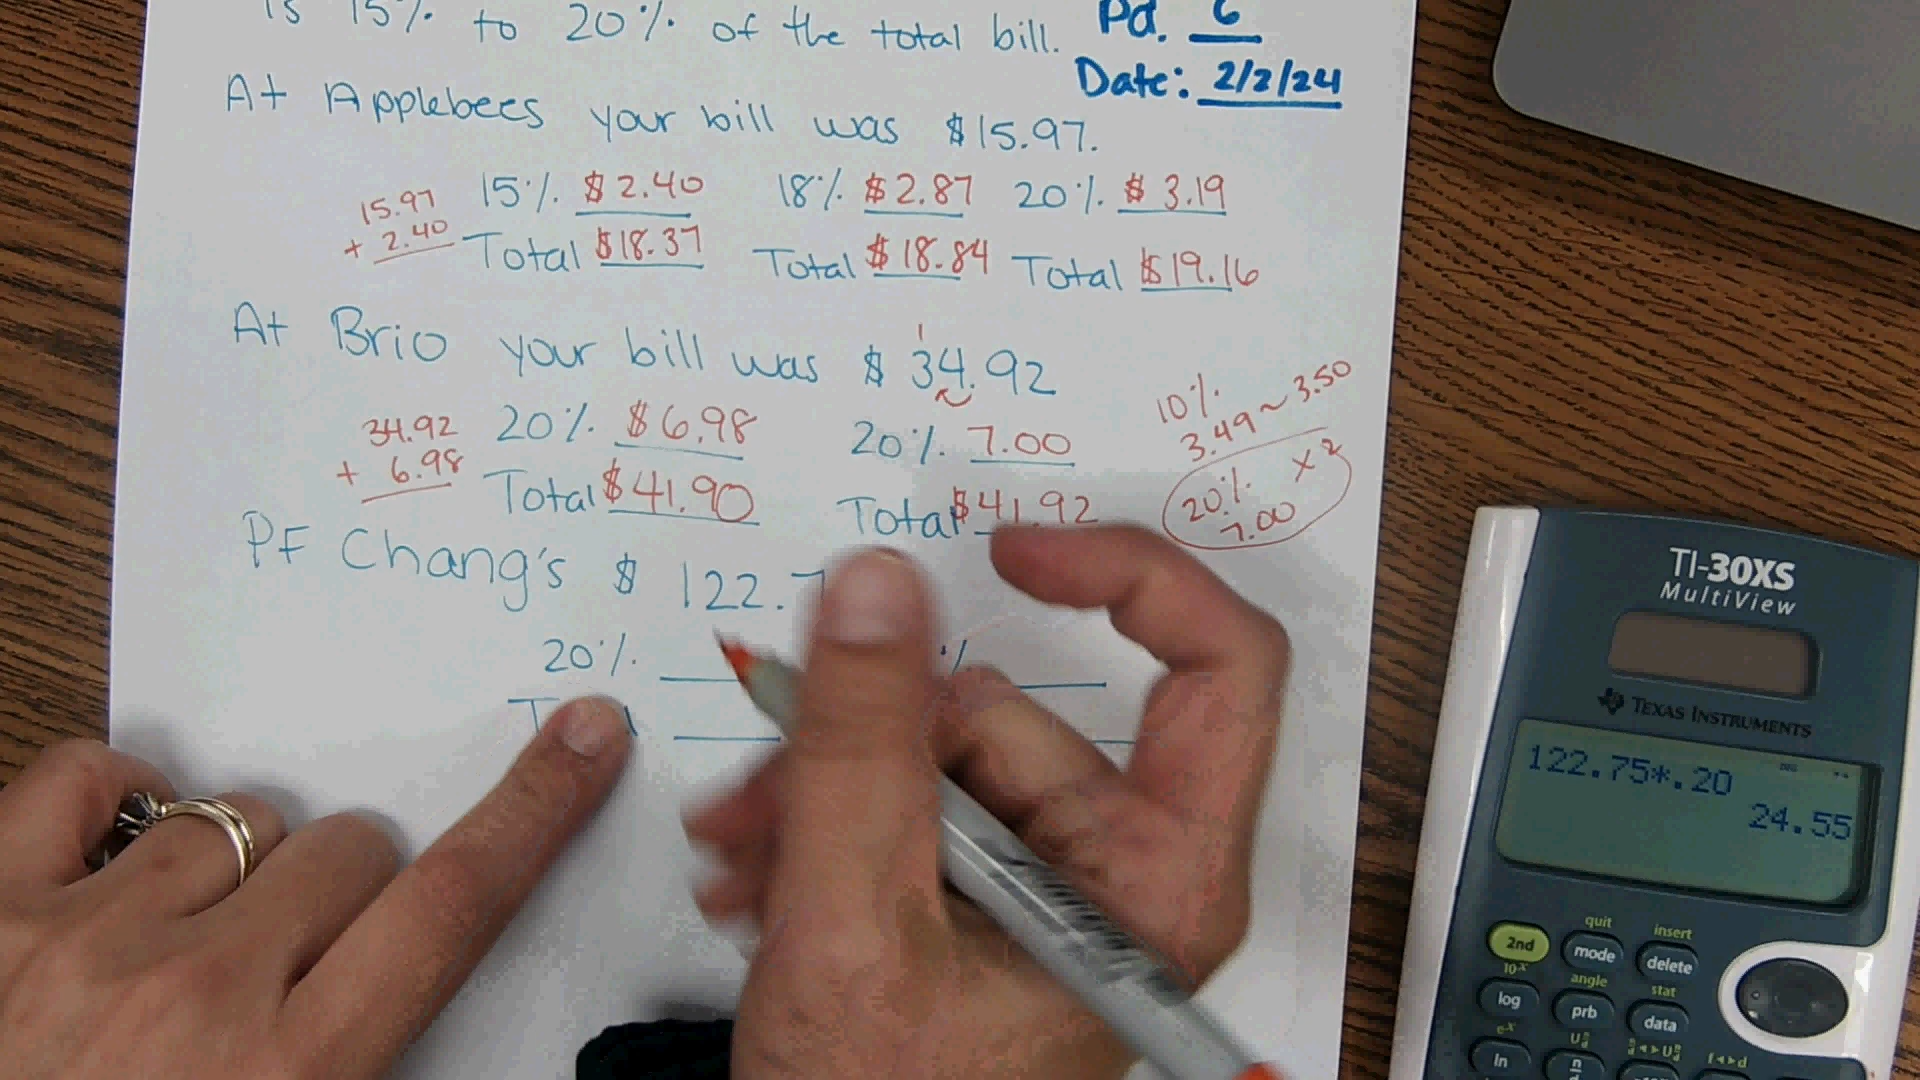 is 15% to 20% of the total bill.
Pd. 6
Date: 2/2/24
At Applebees your bill was $15.97.
15.97
+ 2.40
15% $2.40 18% $2.87 20% $3.19
Total $18.37 Total $18.84 Total $19.16
At Brio your bill was $34.92
1
34.92
+ 6.98
20% $6.98 20% 7.00
Total $41.90 Total $41.92
10%
3.49 ~ 3.50
20% x2
7.00
PF Chang's $ 122.7
20% %
TI-30XS
MultiView
TEXAS INSTRUMENTS
122.75*.20
24.55
quit insert
2nd mode delete
10ˣ angle stat
log prb data
eˣ
ln
f◄►d